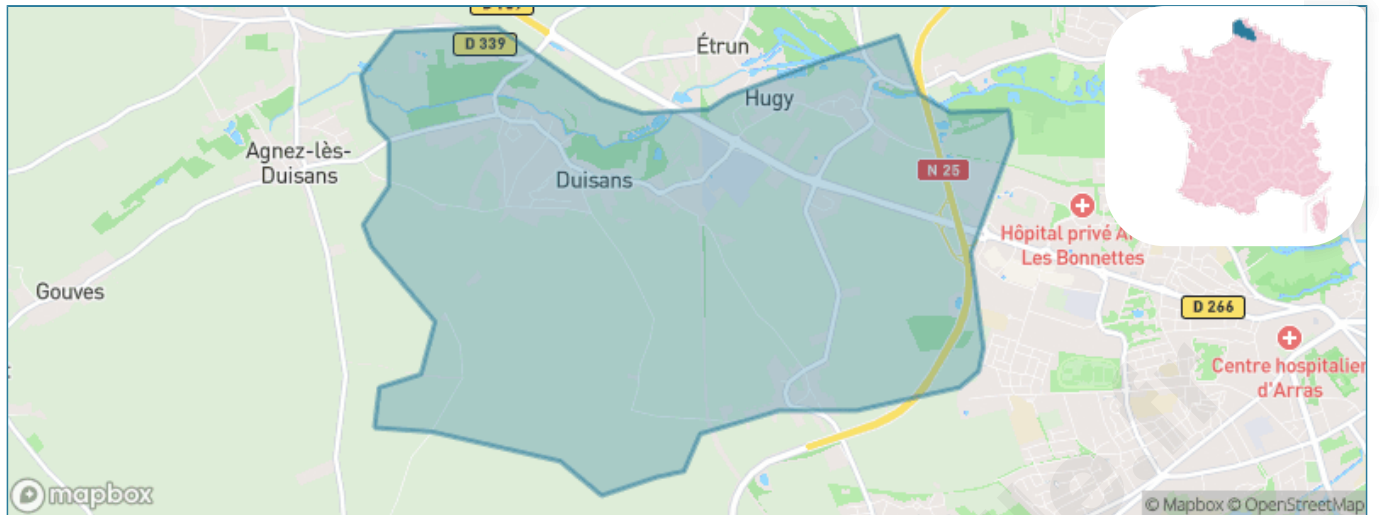 D 339
Étrun
Hugy
Agnez-lès-
Duisans
Duisans
N 25
Hôpital privé
Les Bonnettes
Gouves
D 266
Centre hospitalier
d'Arras
mapbox
© Mapbox © OpenStreetMap